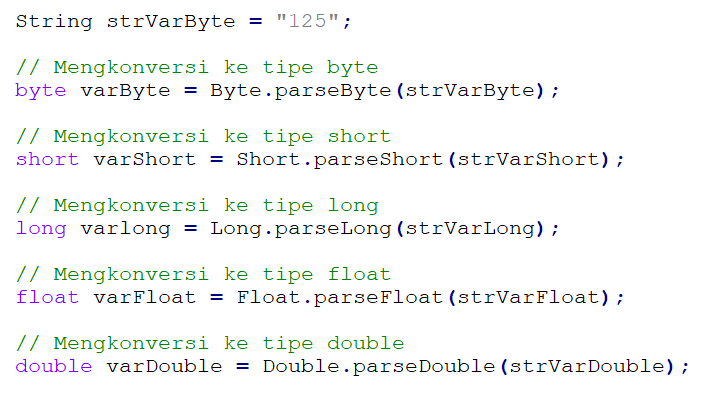 String strVarByte = "125";
// Mengkonversi ke tipe byte
byte varByte = Byte.parseByte(strVarByte);
// Mengkonversi ke tipe short
short varShort = Short.parseShort(strVarShort);
// Mengkonversi ke tipe long
long varlong = Long.parseLong(strVarLong);
// Mengkonversi ke tipe float
float varFloat = Float.parseFloat(strVarFloat);
// Mengkonversi ke tipe double
double varDouble = Double.parseDouble(strVarDouble);